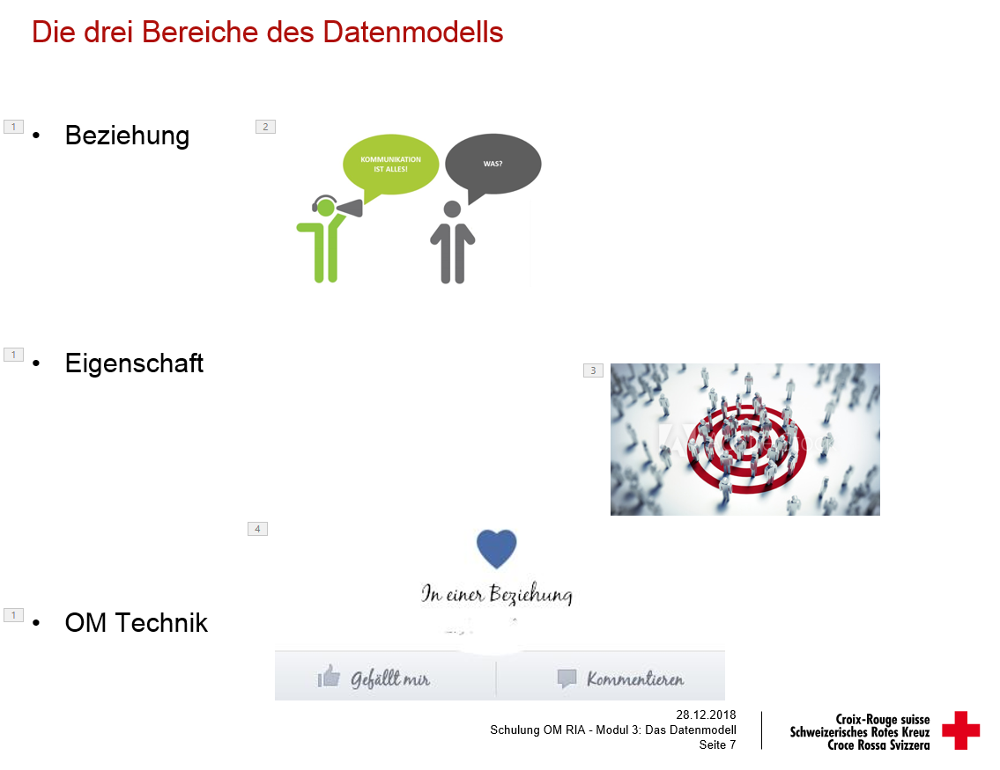 Die drei Bereiche des Datenmodells
1
• Beziehung
2
KOMMUNIKATION
IST ALLES!
WAS?
1
• Eigenschaft
3
4
In einer Beziehung
1
• OM Technik
Gefällt mir
Kommentieren
28.12.2018
Schulung OM RIA - Modul 3: Das Datenmodell
Seite 7
Croix-Rouge suisse
Schweizerisches Rotes Kreuz
Croce Rossa Svizzera